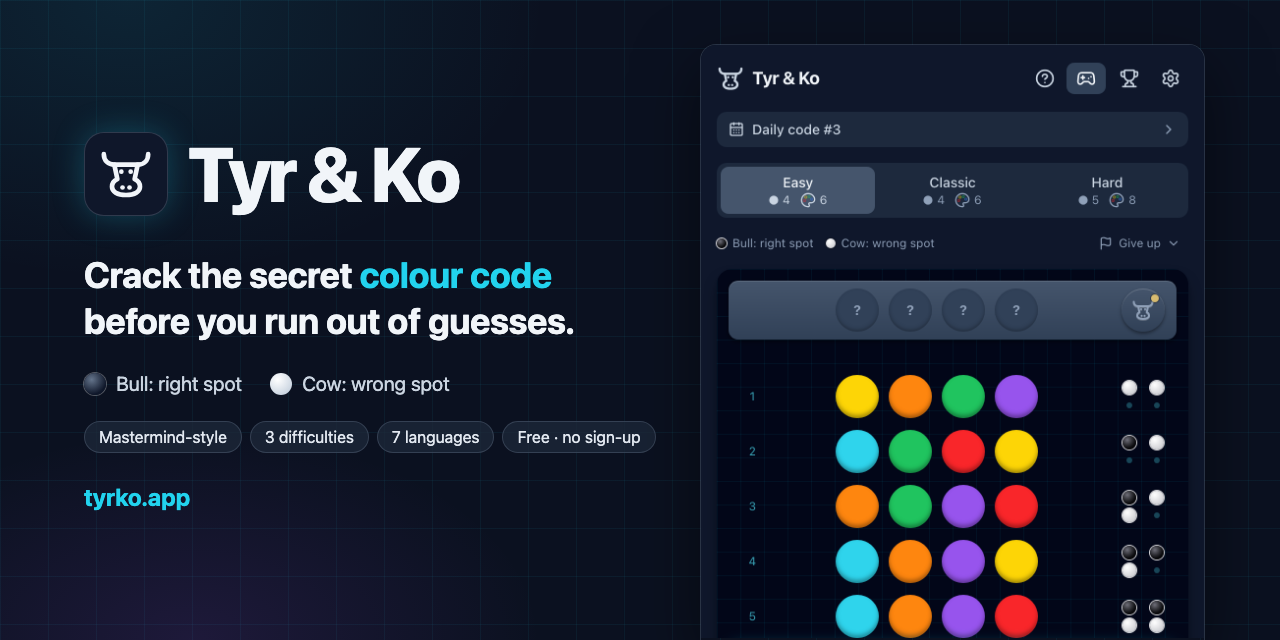 Tyr & Ko
Crack the secret colour code
before you run out of guesses.
Bull: right spot Cow: wrong spot
Mastermind-style 3 difficulties 7 languages Free · no sign-up
tyrko.app
Tyr & Ko
Daily code #3
Easy Classic Hard
4 6 4 6 5 8
Bull: right spot Cow: wrong spot Give up
? ? ? ?
1
2
3
4
5